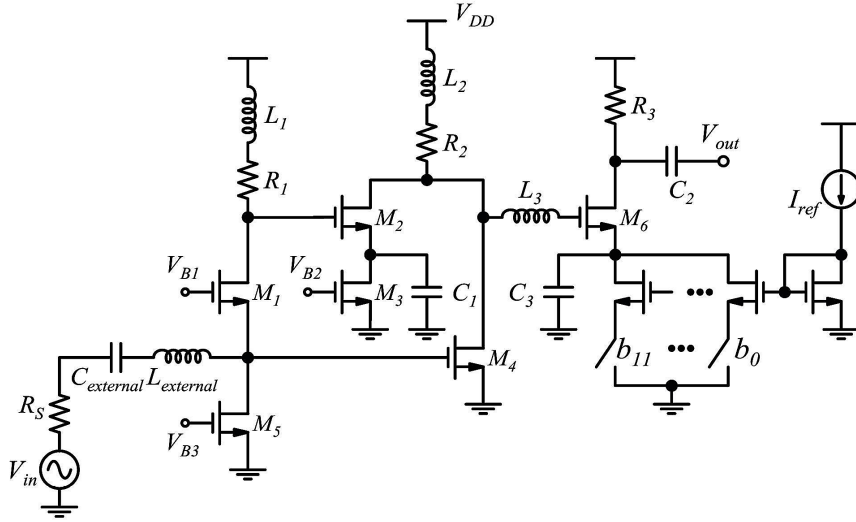 V_DD
L_1
L_2
R_3
R_2
V_out
R_1
L_3
C_2
I_ref
M_2
M_6
V_B1
M_1
V_B2
M_3
C_1
C_3
C_external
L_external
M_4
b_11
b_0
R_S
V_B3
M_5
V_in